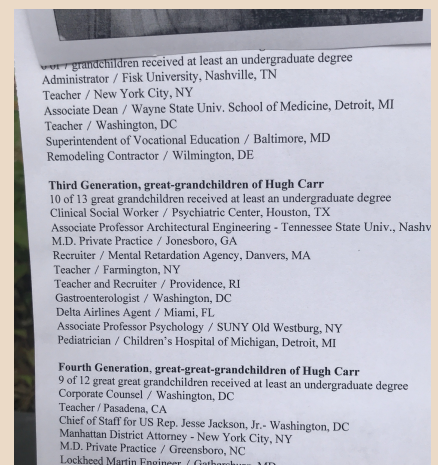 grandchildren received at least an undergraduate degree
Administrator / Fisk University, Nashville, TN
Teacher / New York City, NY
Associate Dean / Wayne State Univ. School of Medicine, Detroit, MI
Teacher / Washington, DC
Superintendent of Vocational Education / Baltimore, MD
Remodeling Contractor / Wilmington, DE
Third Generation, great-grandchildren of Hugh Carr
10 of 13 great grandchildren received at least an undergraduate degree
Clinical Social Worker / Psychiatric Center, Houston, TX
Associate Professor Architectural Engineering - Tennessee State Univ., Nashv
M.D. Private Practice / Jonesboro, GA
Recruiter / Mental Retardation Agency, Danvers, MA
Teacher / Farmington, NY
Teacher and Recruiter / Providence, RI
Gastroenterologist / Washington, DC
Delta Airlines Agent / Miami, FL
Associate Professor Psychology / SUNY Old Westburg, NY
Pediatrician / Children's Hospital of Michigan, Detroit, MI
Fourth Generation, great-great-grandchildren of Hugh Carr
9 of 12 great great grandchildren received at least an undergraduate degree
Corporate Counsel / Washington, DC
Teacher / Pasadena, CA
Chief of Staff for US Rep. Jesse Jackson, Jr.- Washington, DC
Manhattan District Attorney - New York City, NY
M.D. Private Practice / Greensboro, NC
Lockheed Martin Engineer / Gathersburg, MD